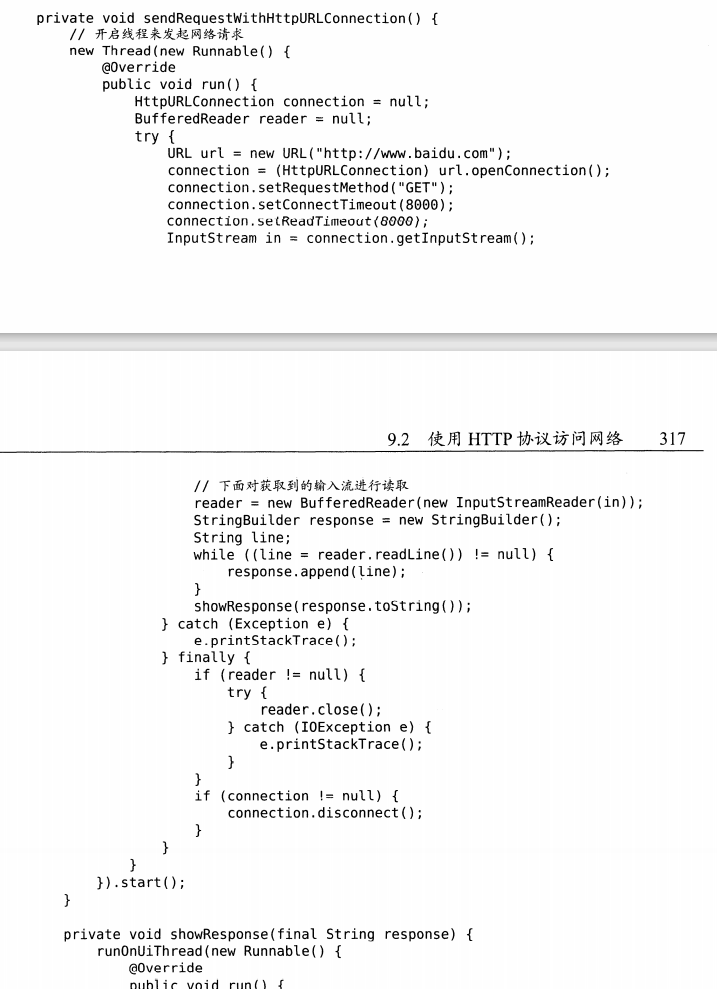 private void sendRequestWithHttpURLConnection() {
// 开启线程来发起网络请求
new Thread(new Runnable() {
@Override
public void run() {
HttpURLConnection connection = null;
BufferedReader reader = null;
try {
URL url = new URL("http://www.baidu.com");
connection = (HttpURLConnection) url.openConnection();
connection.setRequestMethod("GET");
connection.setConnectTimeout(8000);
connection.setReadTimeout(8000);
InputStream in = connection.getInputStream();
9.2 使用 HTTP 协议访问网络 317
// 下面对获取到的输入流进行读取
reader = new BufferedReader(new InputStreamReader(in));
StringBuilder response = new StringBuilder();
String line;
while ((line = reader.readLine()) != null) {
response.append(line);
}
showResponse(response.toString());
} catch (Exception e) {
e.printStackTrace();
} finally {
if (reader != null) {
try {
reader.close();
} catch (IOException e) {
e.printStackTrace();
}
}
if (connection != null) {
connection.disconnect();
}
}
}
}).start();
}
private void showResponse(final String response) {
runOnUiThread(new Runnable() {
@Override
public void run() {